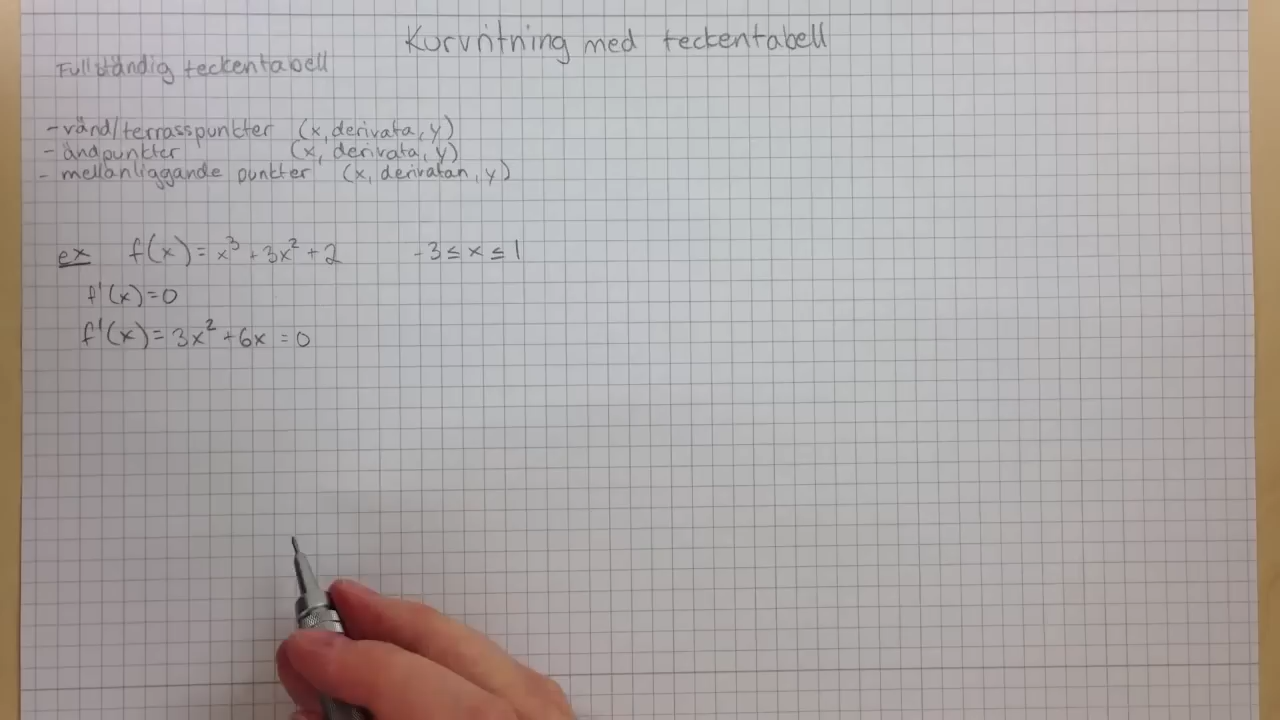 Kurvritning med teckentabell
Fullständig teckentabell
- vänd/terrasspunkter (x, derivata, y)
- ändpunkter (x, derivata, y)
- mellanliggande punkter (x, derivatan, y)
ex f(x) = x³ + 3x² + 2 -3 ≤ x ≤ 1
f'(x) = 0
f'(x) = 3x² + 6x = 0